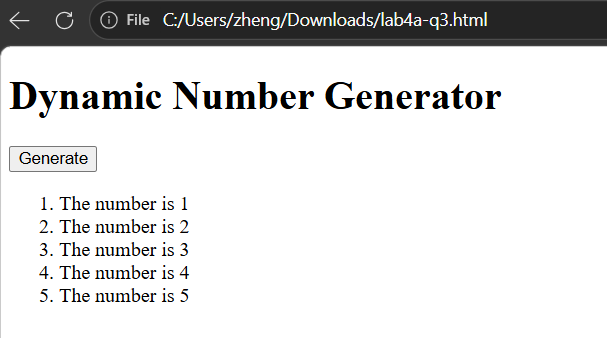 File C:/Users/zheng/Downloads/lab4a-q3.html
Dynamic Number Generator
Generate
1. The number is 1
2. The number is 2
3. The number is 3
4. The number is 4
5. The number is 5